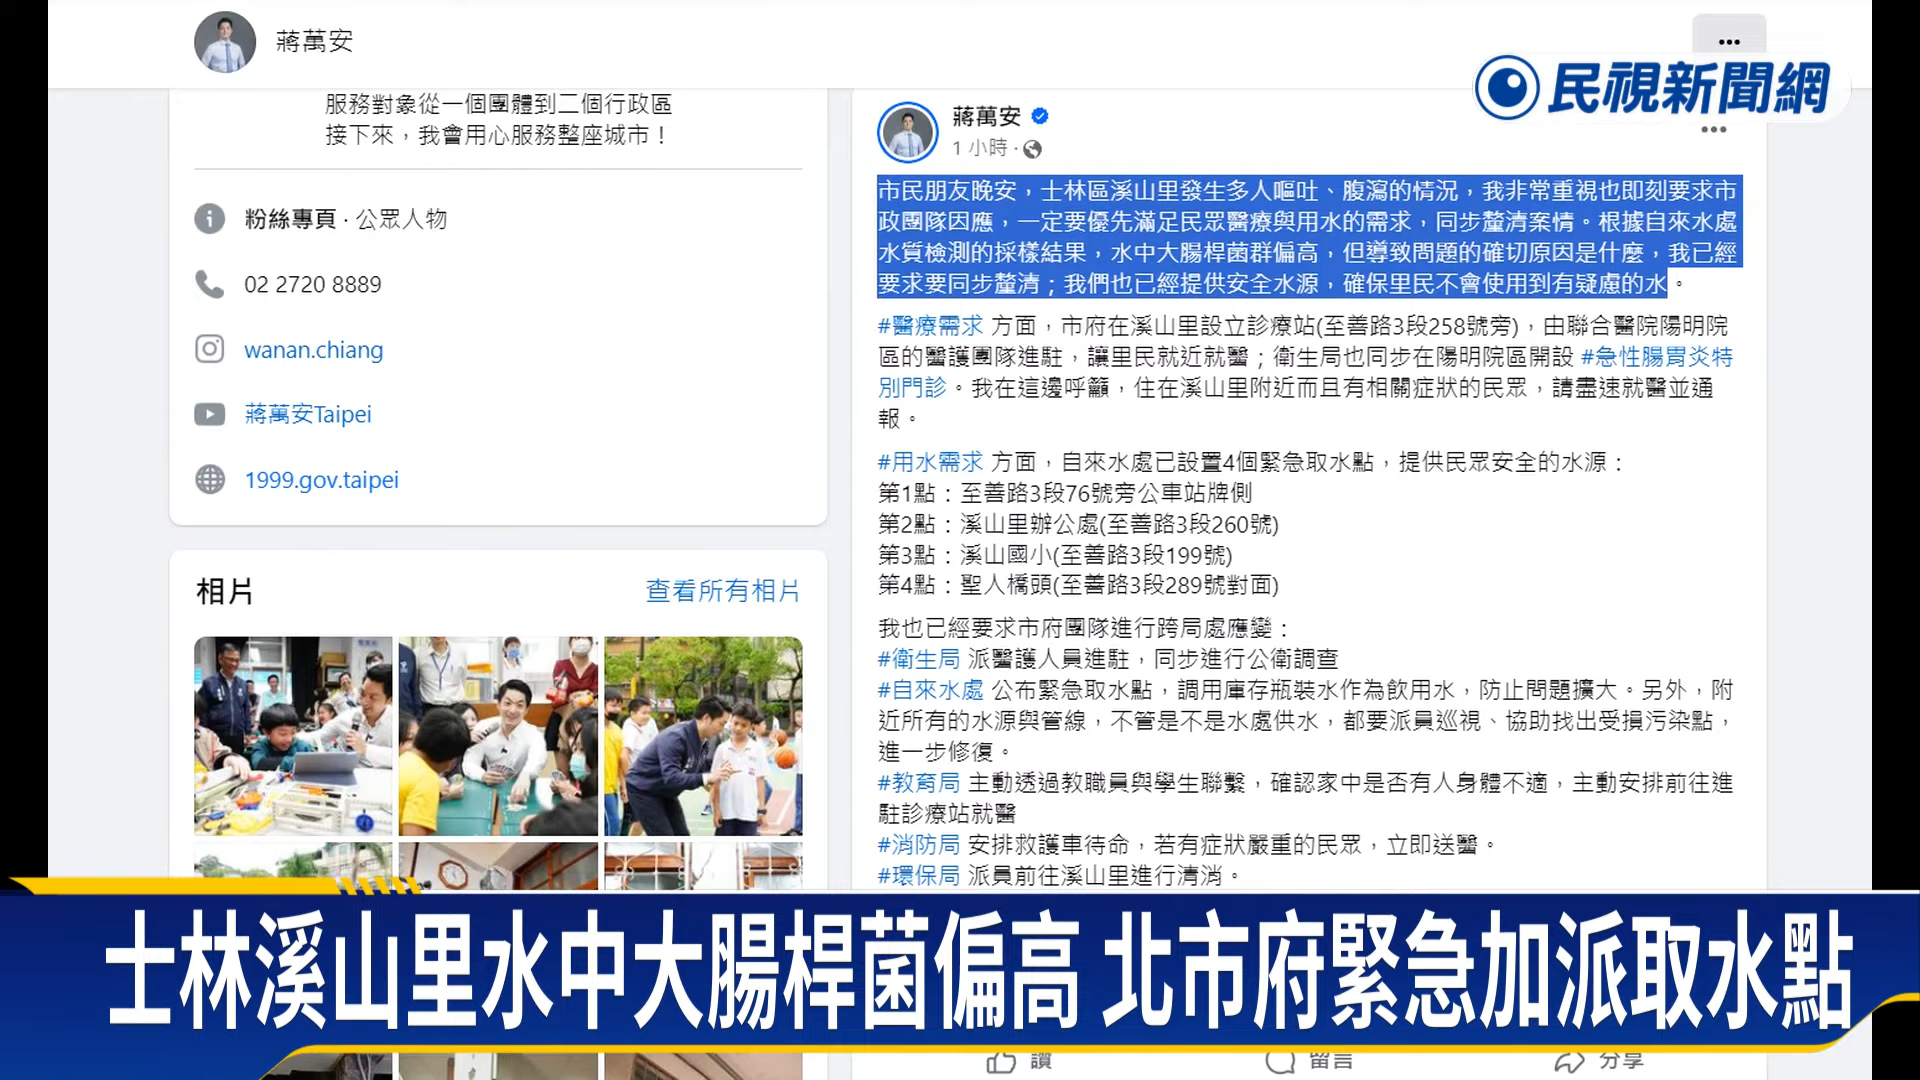 蔣萬安
民視新聞網
服務對象從一個團體到二個行政區
接下來，我會用心服務整座城市！
粉絲專頁 · 公眾人物
02 2720 8889
wanan.chiang
蔣萬安Taipei
1999.gov.taipei
相片
查看所有相片
蔣萬安
1 小時 ·
市民朋友晚安，士林區溪山里發生多人嘔吐、腹瀉的情況，我非常重視也即刻要求市
政團隊因應，一定要優先滿足民眾醫療與用水的需求，同步釐清案情。根據自來水處
水質檢測的採樣結果，水中大腸桿菌群偏高，但導致問題的確切原因是什麼，我已經
要求要同步釐清；我們也已經提供安全水源，確保里民不會使用到有疑慮的水。
#醫療需求 方面，市府在溪山里設立診療站(至善路3段258號旁)，由聯合醫院陽明院
區的醫護團隊進駐，讓里民就近就醫；衛生局也同步在陽明院區開設 #急性腸胃炎特
別門診。我在這邊呼籲，住在溪山里附近而且有相關症狀的民眾，請盡速就醫並通
報。
#用水需求 方面，自來水處已設置4個緊急取水點，提供民眾安全的水源：
第1點：至善路3段76號旁公車站牌側
第2點：溪山里辦公處(至善路3段260號)
第3點：溪山國小(至善路3段199號)
第4點：聖人橋頭(至善路3段289號對面)
我也已經要求市府團隊進行跨局處應變：
#衛生局 派醫護人員進駐，同步進行公衛調查
#自來水處 公布緊急取水點，調用庫存瓶裝水作為飲用水，防止問題擴大。另外，附
近所有的水源與管線，不管是不是水處供水，都要派員巡視、協助找出受損污染點，
進一步修復。
#教育局 主動透過教職員與學生聯繫，確認家中是否有人身體不適，主動安排前往進
駐診療站就醫
#消防局 安排救護車待命，若有症狀嚴重的民眾，立即送醫。
#環保局 派員前往溪山里進行清消。
士林溪山里水中大腸桿菌偏高 北市府緊急加派取水點
讚
留言
分享